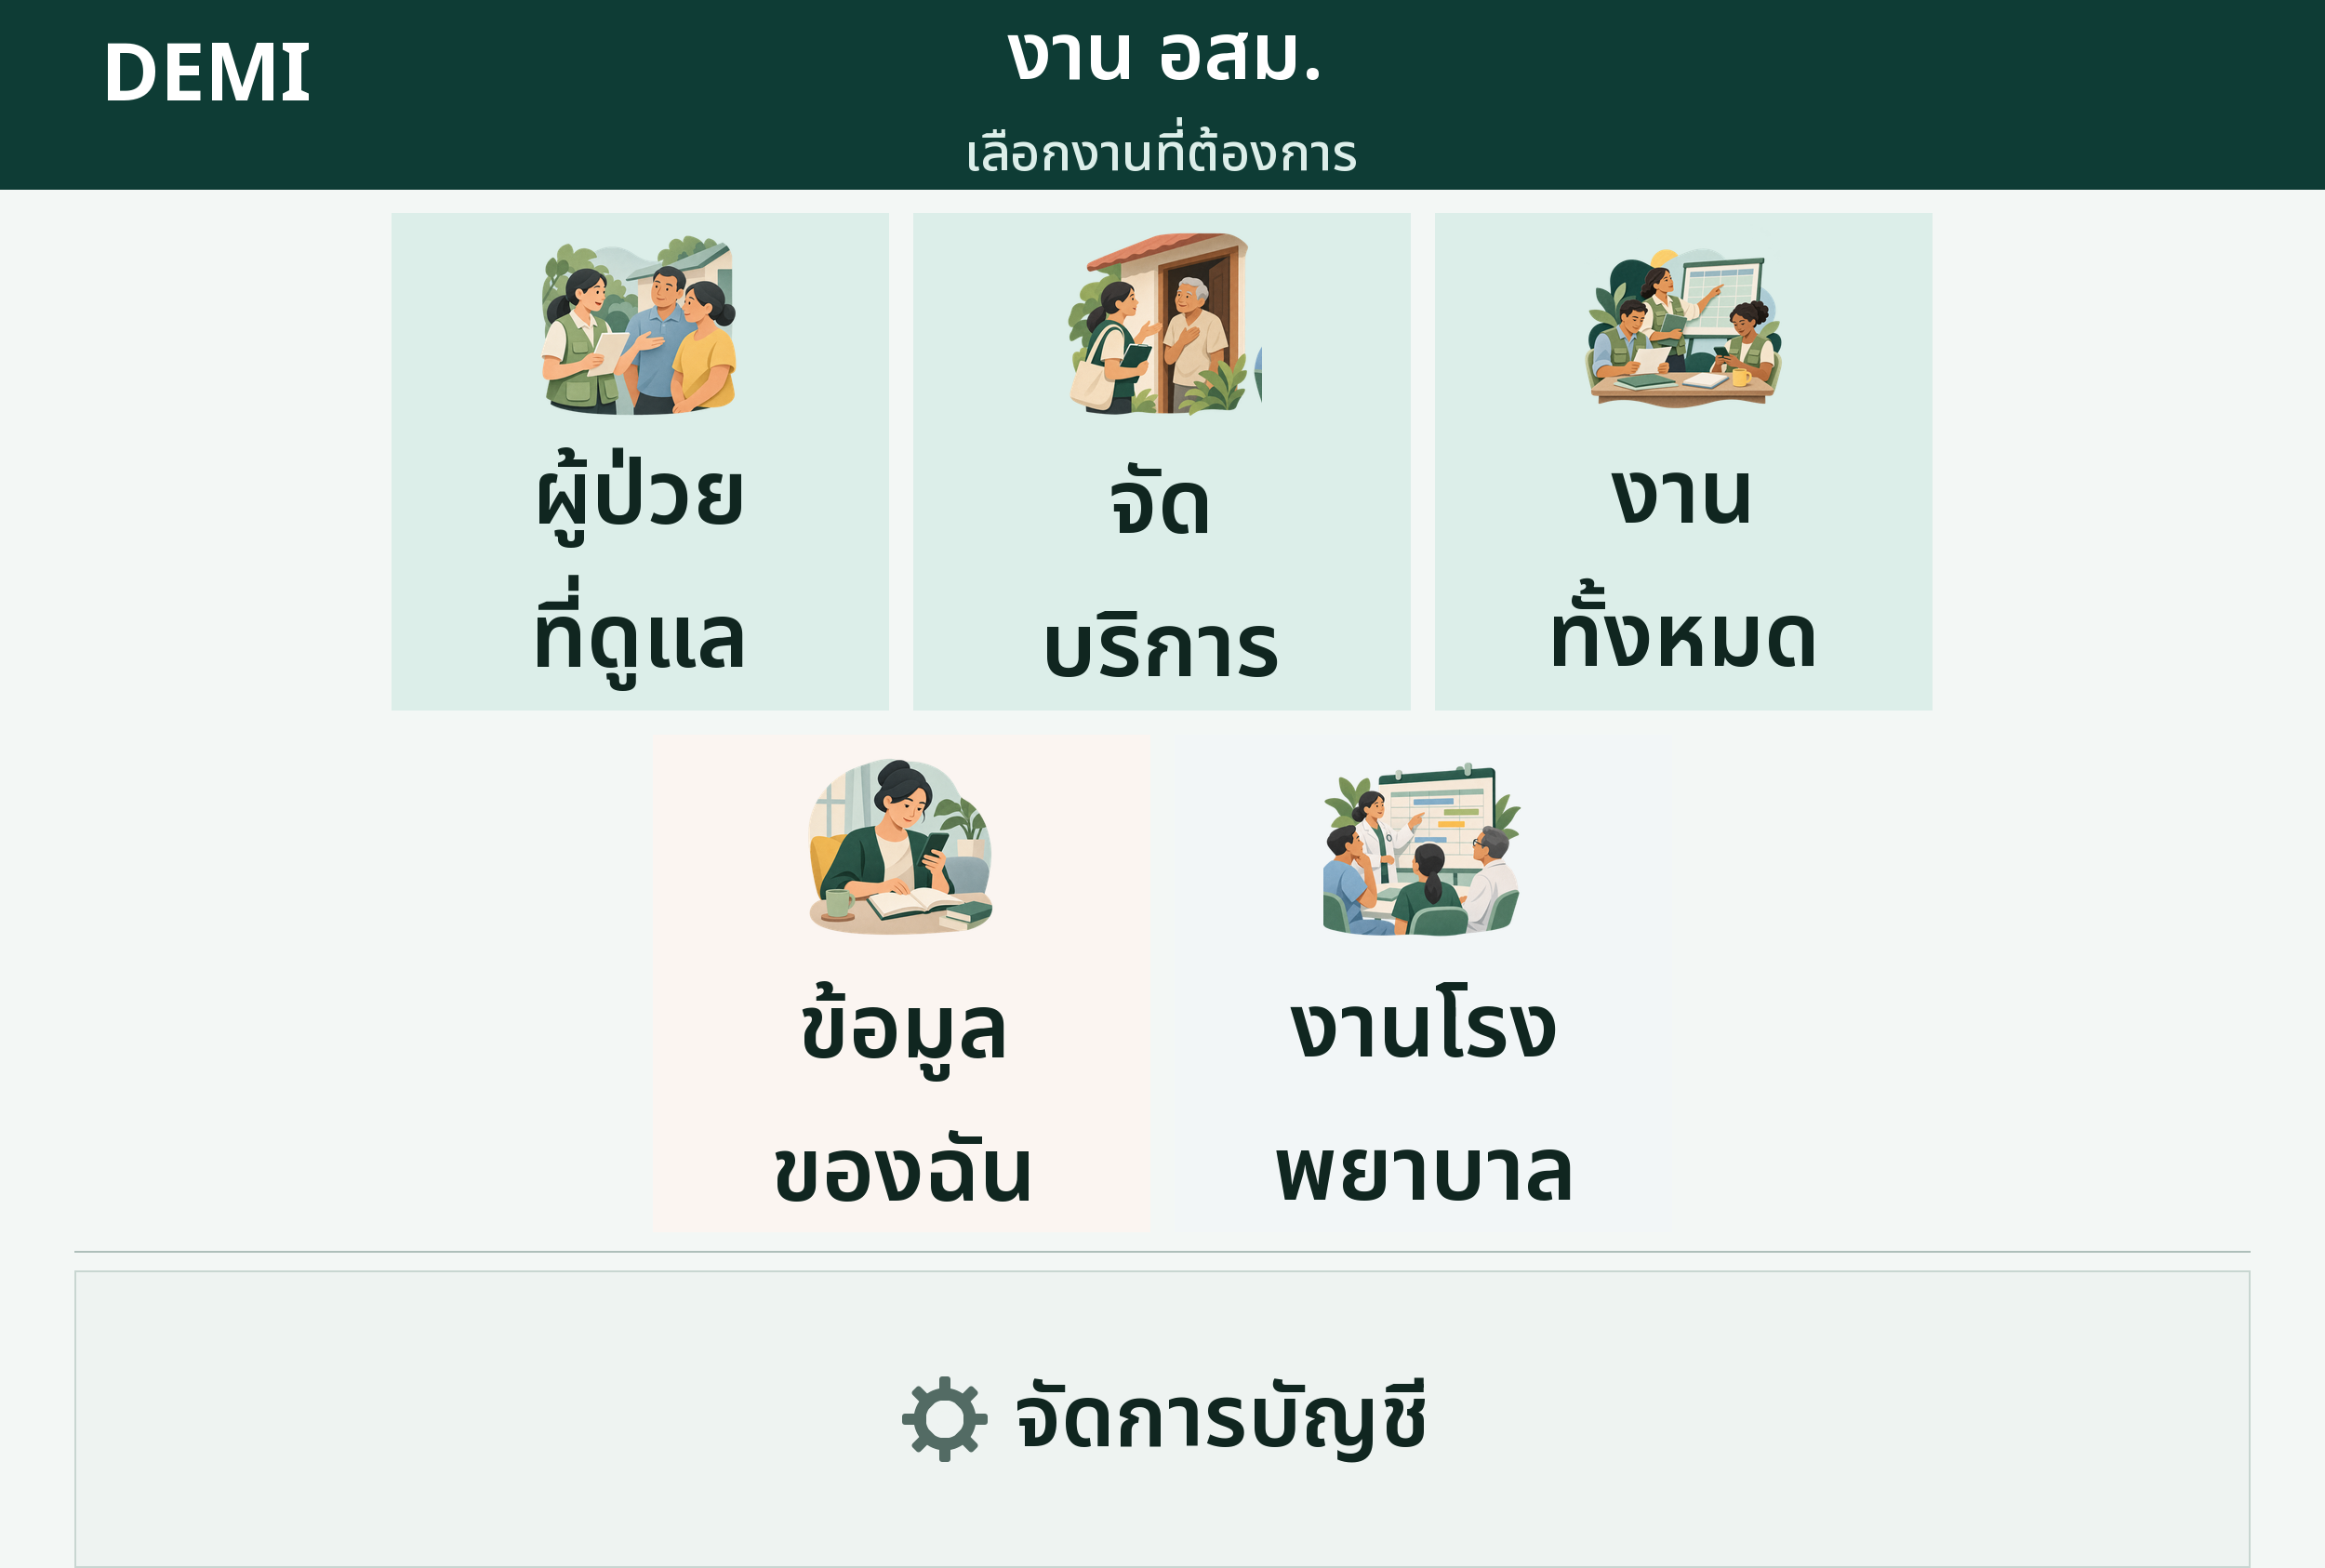 DEMI
งาน อสม.
เลือกงานที่ต้องการ
ผู้ป่วย
ที่ดูแล
จัด
บริการ
งาน
ทั้งหมด
ข้อมูล
ของฉัน
งานโรง
พยาบาล
จัดการบัญชี